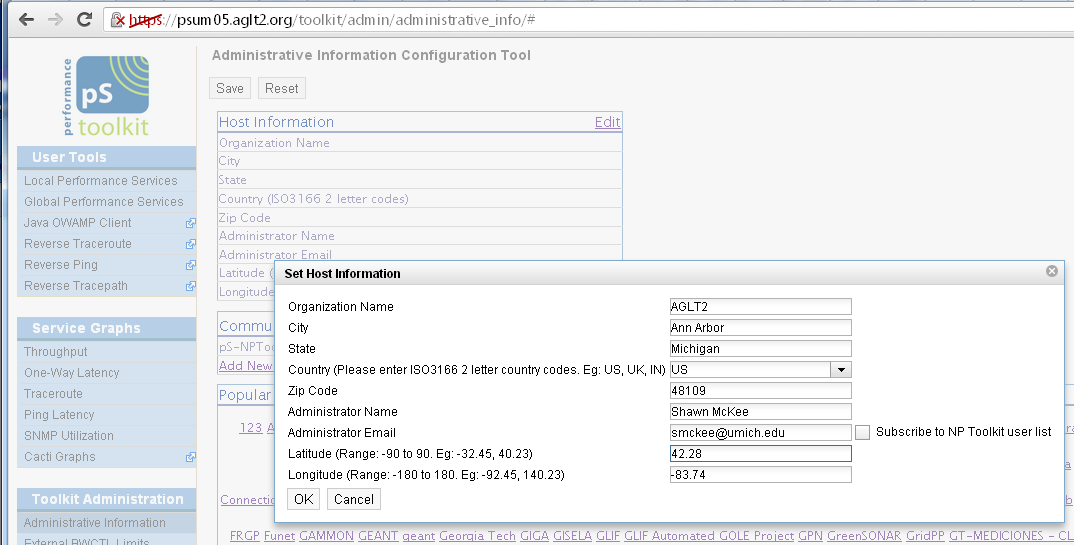 https://psum05.aglt2.org/toolkit/admin/administrative_info/#
Administrative Information Configuration Tool
performance
pS
toolkit
Save Reset
Host Information Edit
Organization Name
City
State
Country (ISO3166 2 letter codes)
Zip Code
Administrator Name
Administrator Email
Latitude (
Longitude
User Tools
Local Performance Services
Global Performance Services
Java OWAMP Client
Reverse Traceroute
Reverse Ping
Reverse Tracepath
Service Graphs
Throughput
One-Way Latency
Traceroute
Ping Latency
SNMP Utilization
Cacti Graphs
Toolkit Administration
Administrative Information
External BWCTL Limits
Commu
pS-NPToo
Add New
Popular
123 A
Connection
Set Host Information
Organization Name AGLT2
City Ann Arbor
State Michigan
Country (Please enter ISO3166 2 letter country codes. Eg: US, UK, IN) US
Zip Code 48109
Administrator Name Shawn McKee
Administrator Email smckee@umich.edu Subscribe to NP Toolkit user list
Latitude (Range: -90 to 90. Eg: -32.45, 40.23) 42.28
Longitude (Range: -180 to 180. Eg: -92.45, 140.23) -83.74
OK Cancel
FRGP Funet GAMMON GEANT geant Georgia Tech GIGA GISELA GLIF GLIF Automated GOLE Project GPN GreenSONAR GridPP GT-MEDICIONES - CL